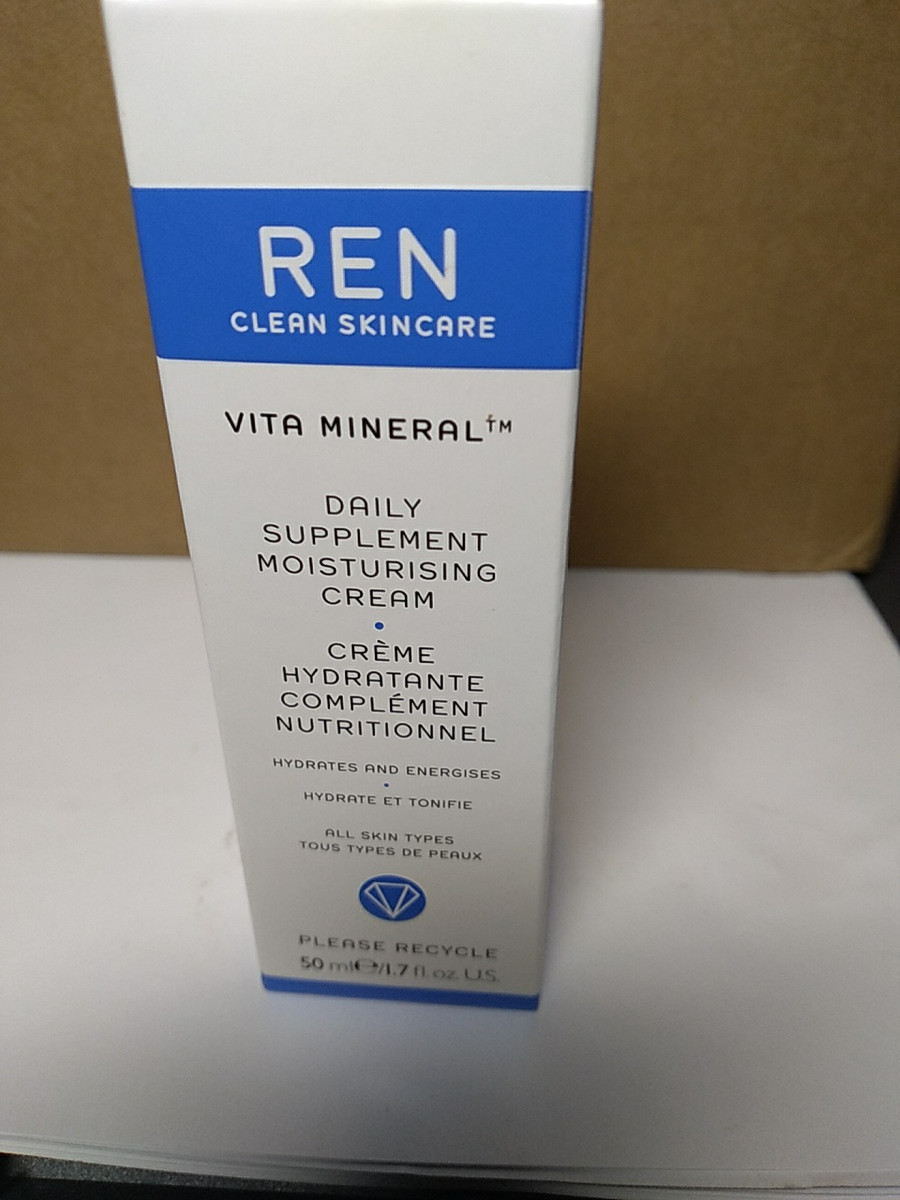 REN
CLEAN SKINCARE
VITA MINERAL™
DAILY
SUPPLEMENT
MOISTURISING
CREAM
•
CRÈME
HYDRATANTE
COMPLÉMENT
NUTRITIONNEL
HYDRATES AND ENERGISES
•
HYDRATE ET TONIFIE
ALL SKIN TYPES
TOUS TYPES DE PEAUX
PLEASE RECYCLE
50 ml℮/1.7 fl. oz. U.S.